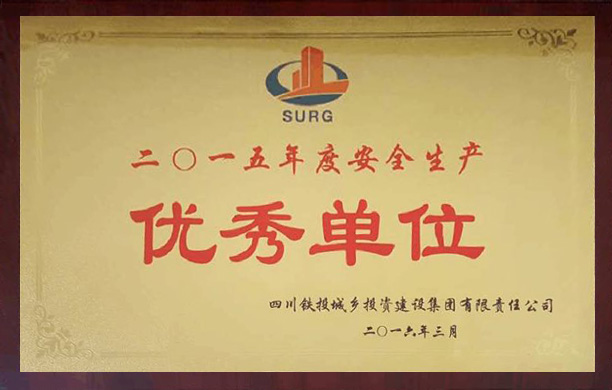 SURG
二〇一五年度安全生产
优秀单位
四川铁投城乡投资建设集团有限责任公司
二〇一六年三月